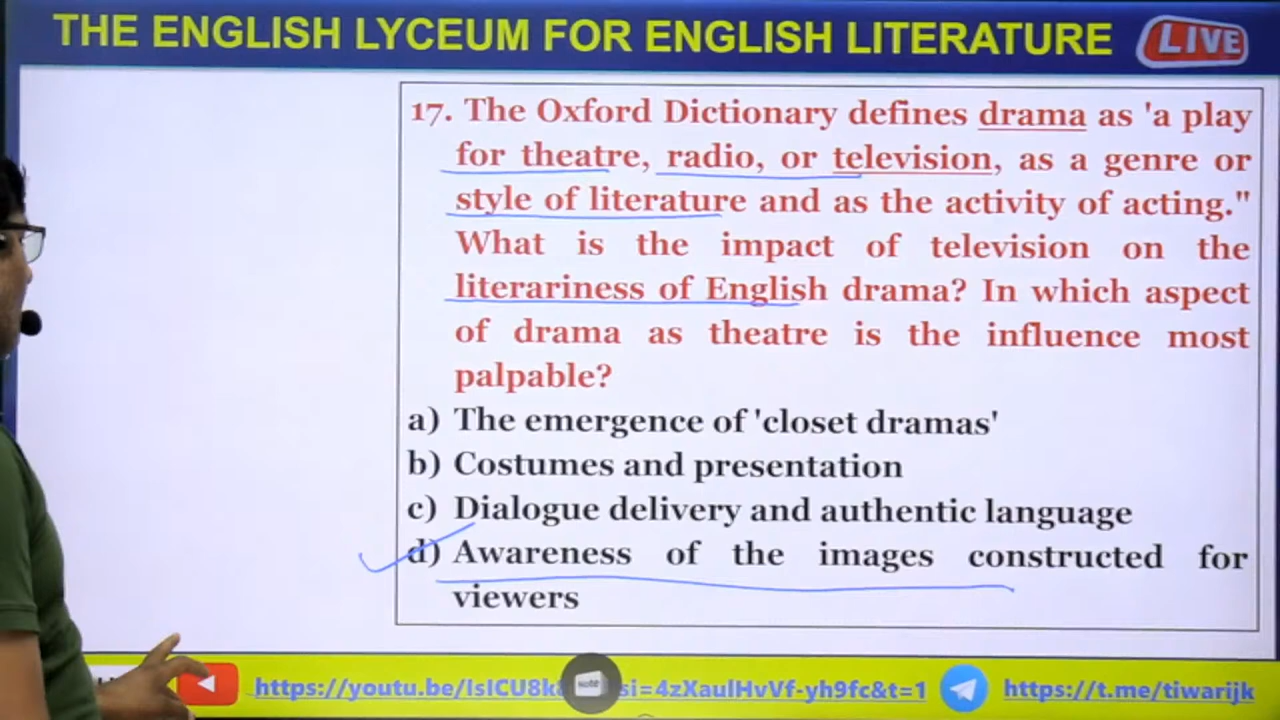 THE ENGLISH LYCEUM FOR ENGLISH LITERATURE LIVE
17. The Oxford Dictionary defines drama as 'a play
for theatre, radio, or television, as a genre or
style of literature and as the activity of acting."
What is the impact of television on the
literariness of English drama? In which aspect
of drama as theatre is the influence most
palpable?
a) The emergence of 'closet dramas'
b) Costumes and presentation
c) Dialogue delivery and authentic language
d) Awareness of the images constructed for
viewers
https://youtu.be/IsICU8k si=4zXaulHvVf-yh9fc&t=1 https://t.me/tiwarijk